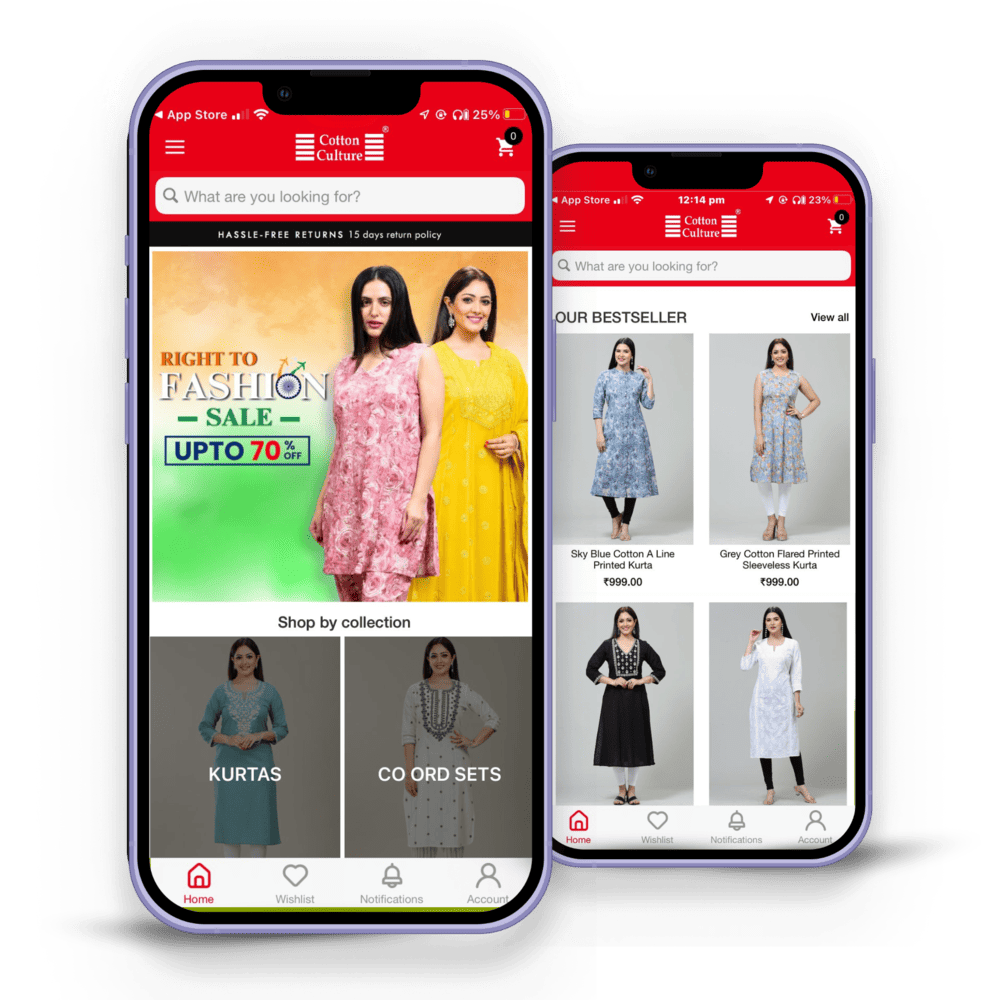 App Store
25%
Cotton
Culture
®
0
What are you looking for?
HASSLE-FREE RETURNS 15 days return policy
RIGHT TO
FASHION
SALE
UPTO 70% OFF
Shop by collection
KURTAS
CO ORD SETS
Home
Wishlist
Notifications
Account
App Store
12:14 pm
23%
Cotton
Culture
®
0
What are you looking for?
OUR BESTSELLER
View all
Sky Blue Cotton A Line
Printed Kurta
₹999.00
Grey Cotton Flared Printed
Sleeveless Kurta
₹999.00
Home
Wishlist
Notifications
Account